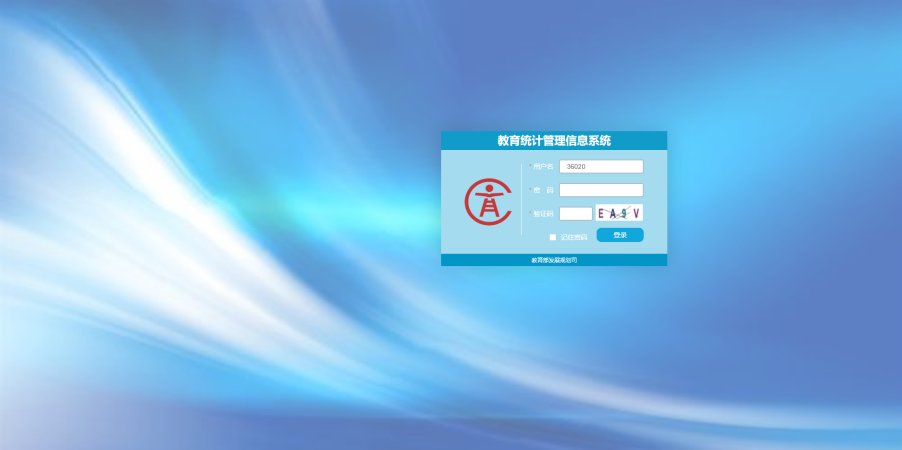 教育统计管理信息系统
* 用户名 36020
* 密 码
* 验证码 EA9V
记住密码 登录
教育部发展规划司